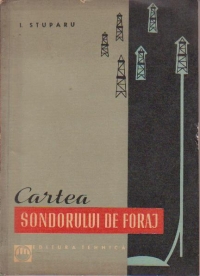 I. STUPARU
Cartea
SONDORULUI DE FORAJ
EDITURA TEHNICĂ